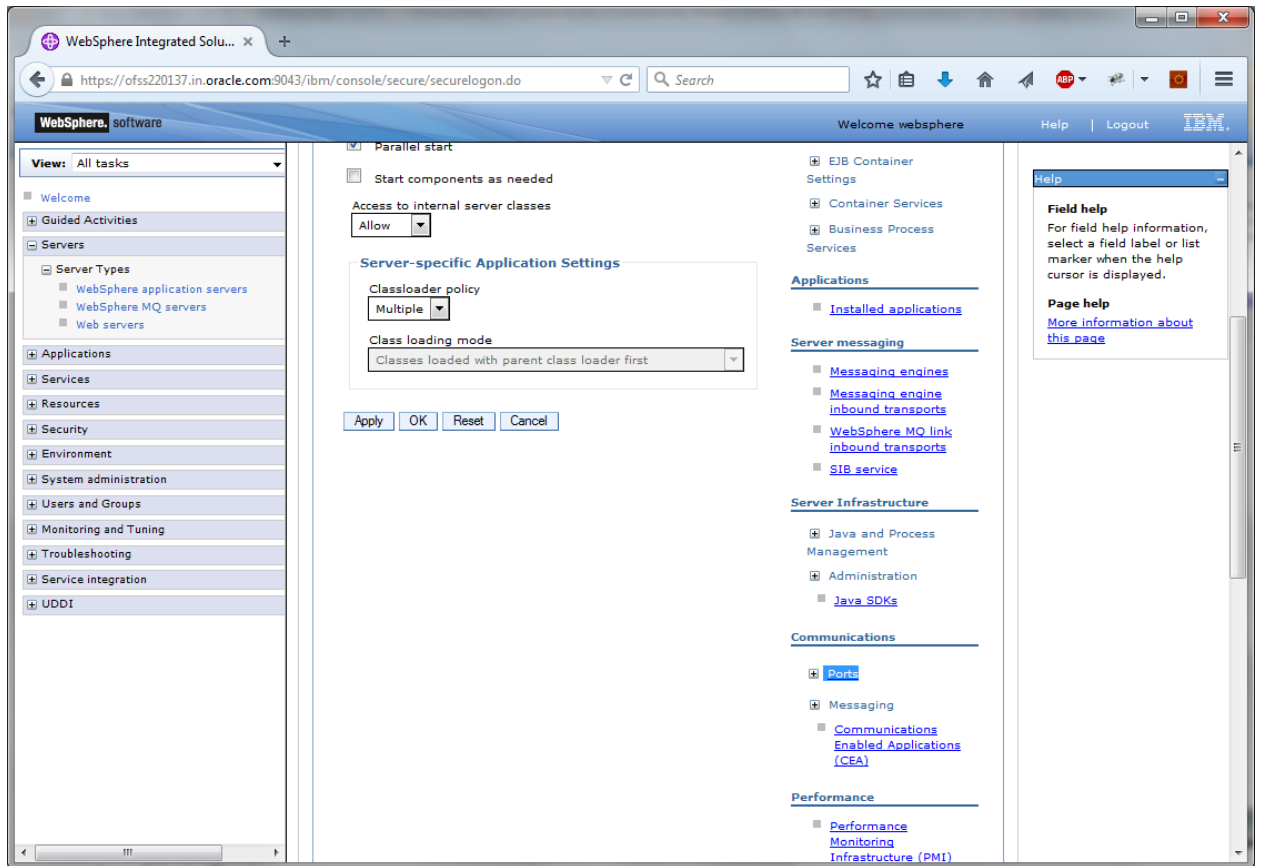 WebSphere Integrated Solu...
https://ofss220137.in.oracle.com:9043/ibm/console/secure/securelogon.do
Search
ABP
WebSphere. software
Welcome websphere
Help | Logout
IBM.
View: All tasks
Welcome
Guided Activities
Servers
Server Types
WebSphere application servers
WebSphere MQ servers
Web servers
Applications
Services
Resources
Security
Environment
System administration
Users and Groups
Monitoring and Tuning
Troubleshooting
Service integration
UDDI
Parallel start
Start components as needed
Access to internal server classes
Allow
Server-specific Application Settings
Classloader policy
Multiple
Class loading mode
Classes loaded with parent class loader first
Apply OK Reset Cancel
EJB Container
Settings
Container Services
Business Process
Services
Applications
Installed applications
Server messaging
Messaging engines
Messaging engine
inbound transports
WebSphere MQ link
inbound transports
SIB service
Server Infrastructure
Java and Process
Management
Administration
Java SDKs
Communications
Ports
Messaging
Communications
Enabled Applications
(CEA)
Performance
Performance
Monitoring
Infrastructure (PMI)
Help
Field help
For field help information,
select a field label or list
marker when the help
cursor is displayed.
Page help
More information about
this page